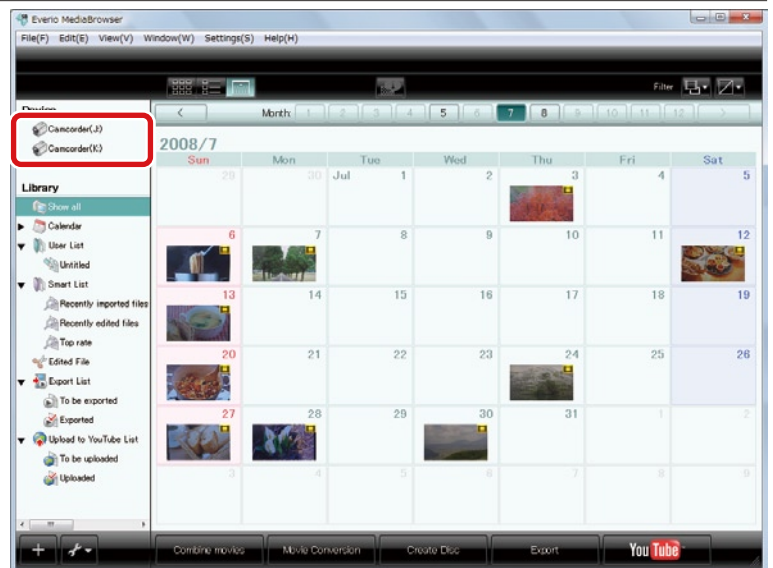 Everio MediaBrowser
File(F) Edit(E) View(V) Window(W) Settings(S) Help(H)
Filter
Device
Month: 1 2 3 4 5 6 7 8 9 10 11 12
Camcorder(J:)
Camcorder(K:)
2008/7
Sun Mon Tue Wed Thu Fri Sat
29 30 Jul 1 2 3 4 5
Library
Show all
Calendar
User List
Untitled
Smart List
Recently imported files
Recently edited files
Top rate
Edited File
Export List
To be exported
Exported
Upload to YouTube List
To be uploaded
Uploaded
6 7 8 9 10 11 12
13 14 15 16 17 18 19
20 21 22 23 24 25 26
27 28 29 30 31 1 2
3 4 5 6 7 8 9
Combine movies Movie Conversion Create Disc Export YouTube